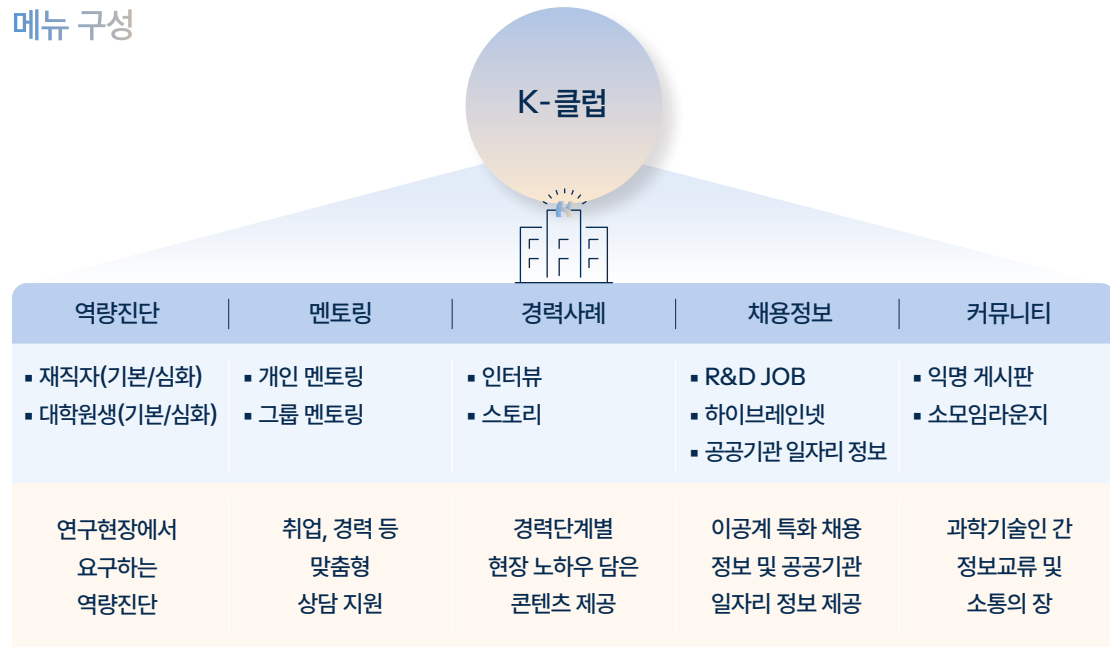 메뉴 구성
K-클럽
역량진단
멘토링
경력사례
채용정보
커뮤니티
▪ 재직자(기본/심화)
▪ 대학원생(기본/심화)
▪ 개인 멘토링
▪ 그룹 멘토링
▪ 인터뷰
▪ 스토리
▪ R&D JOB
▪ 하이브레인넷
▪ 공공기관 일자리 정보
▪ 익명 게시판
▪ 소모임라운지
연구현장에서
요구하는
역량진단
취업, 경력 등
맞춤형
상담 지원
경력단계별
현장 노하우 담은
콘텐츠 제공
이공계 특화 채용
정보 및 공공기관
일자리 정보 제공
과학기술인 간
정보교류 및
소통의 장